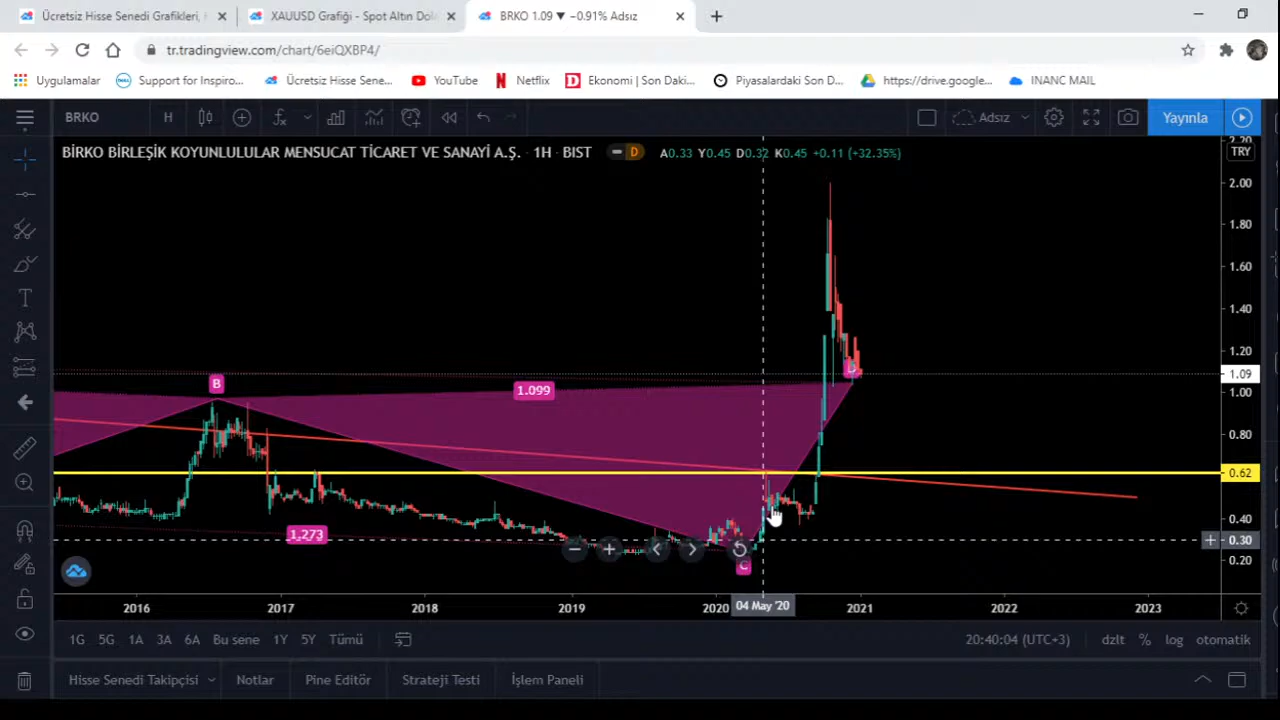 Ücretsiz Hisse Senedi Grafikleri, H
XAUUSD Grafiği - Spot Altın Dola
BRKO 1.09 ▼ −0.91% Adsız
tr.tradingview.com/chart/6eiQXBP4/
Uygulamalar
Support for Inspiro...
Ücretsiz Hisse Sene...
YouTube
Netflix
Ekonomi | Son Daki...
Piyasalardaki Son D...
https://drive.google...
INANC MAIL
BRKO
H
Adsız
Yayınla
BİRKO BİRLEŞİK KOYUNLULULAR MENSUCAT TİCARET VE SANAYİ A.Ş. · 1H · BIST
D
A0.33 Y0.45 D0.32 K0.45 +0.11 (+32.35%)
TRY
2.00
1.80
1.60
1.40
1.20
1.09
1.00
0.80
0.62
0.40
0.30
0.20
B
1.099
D
1.273
C
2016
2017
2018
2019
2020
04 May '20
2021
2022
2023
1G
5G
1A
3A
6A
Bu sene
1Y
5Y
Tümü
20:40:04 (UTC+3)
dzlt
%
log
otomatik
Hisse Senedi Takipçisi
Notlar
Pine Editör
Strateji Testi
İşlem Paneli